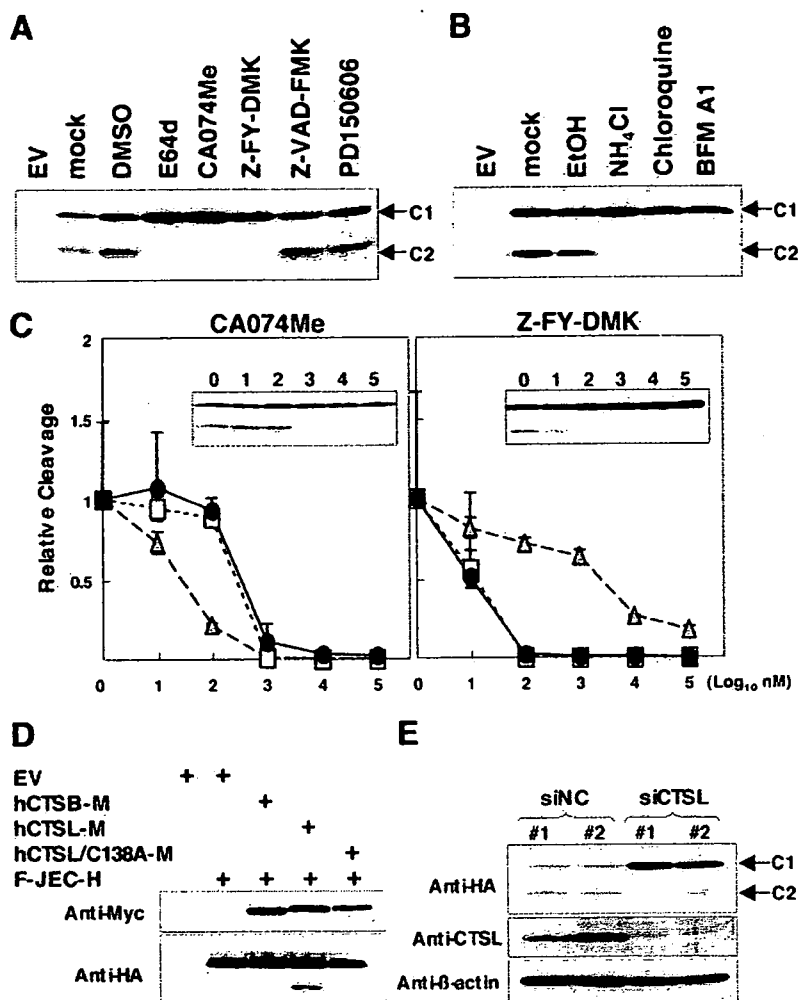 A
EV
mock
DMSO
E64d
CA074Me
Z-FY-DMK
Z-VAD-FMK
PD150606
C1
C2
B
EV
mock
EtOH
NH₄Cl
Chloroquine
BFM A1
C1
C2
C
CA074Me
Z-FY-DMK
Relative Cleavage
2
1.5
1
0.5
0 1 2 3 4 5
0 1 2 3 4 5
0 1 2 3 4 5
0 1 2 3 4 5 (Log₁₀ nM)
D
EV + +
hCTSB-M +
hCTSL-M +
hCTSL/C138A-M +
F-JEC-H + + + +
Anti-Myc
Anti-HA
E
siNC siCTSL
#1 #2 #1 #2
Anti-HA
C1
C2
Anti-CTSL
Anti-ß-actin